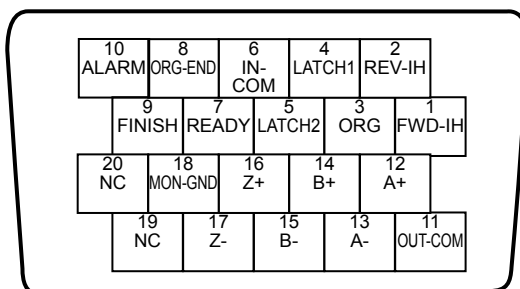 10 8 6 4 2
ALARM ORG-END IN-COM LATCH1 REV-IH
9 7 5 3 1
FINISH READY LATCH2 ORG FWD-IH
20 18 16 14 12
NC MON-GND Z+ B+ A+
19 17 15 13 11
NC Z- B- A- OUT-COM